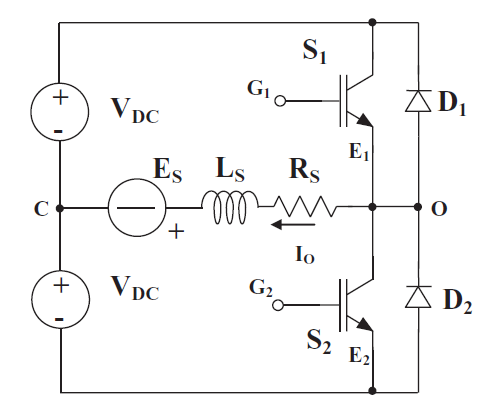 S1
G1
+
VDC
-
D1
E1
ES LS RS
C
O
+
IO
+
VDC
G2
-
D2
S2
E2